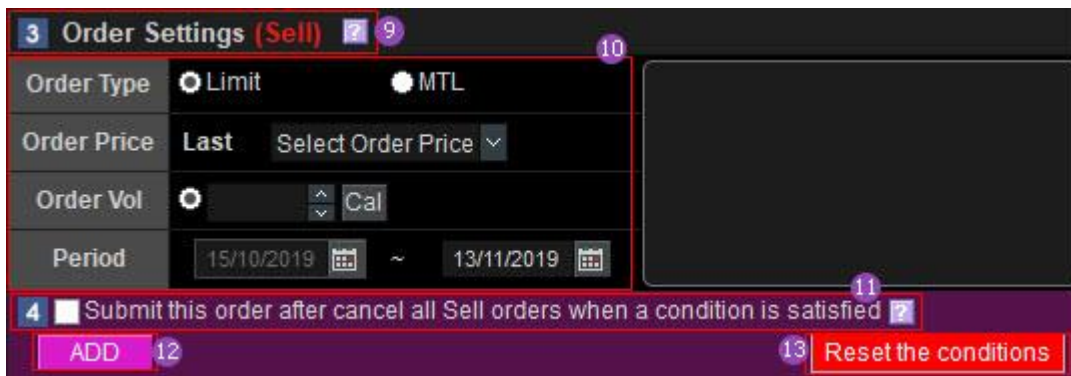 3 Order Settings (Sell) ? 9
10
Order Type Limit MTL
Order Price Last Select Order Price
Order Vol Cal
Period 15/10/2019 ~ 13/11/2019
11
4 Submit this order after cancel all Sell orders when a condition is satisfied ?
ADD 12 13 Reset the conditions